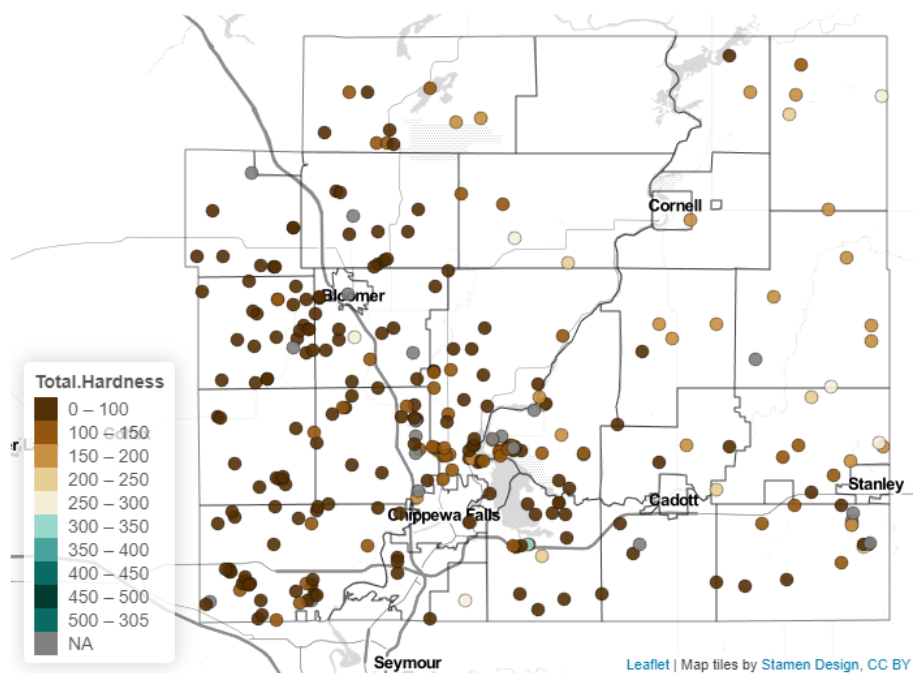 Cornell
Bloomer
Total.Hardness
0 – 100
100 – 150
150 – 200
200 – 250
250 – 300
300 – 350
350 – 400
400 – 450
450 – 500
500 – 305
NA
Stanley
Cadott
Chippewa Falls
Seymour
Leaflet | Map tiles by Stamen Design, CC BY